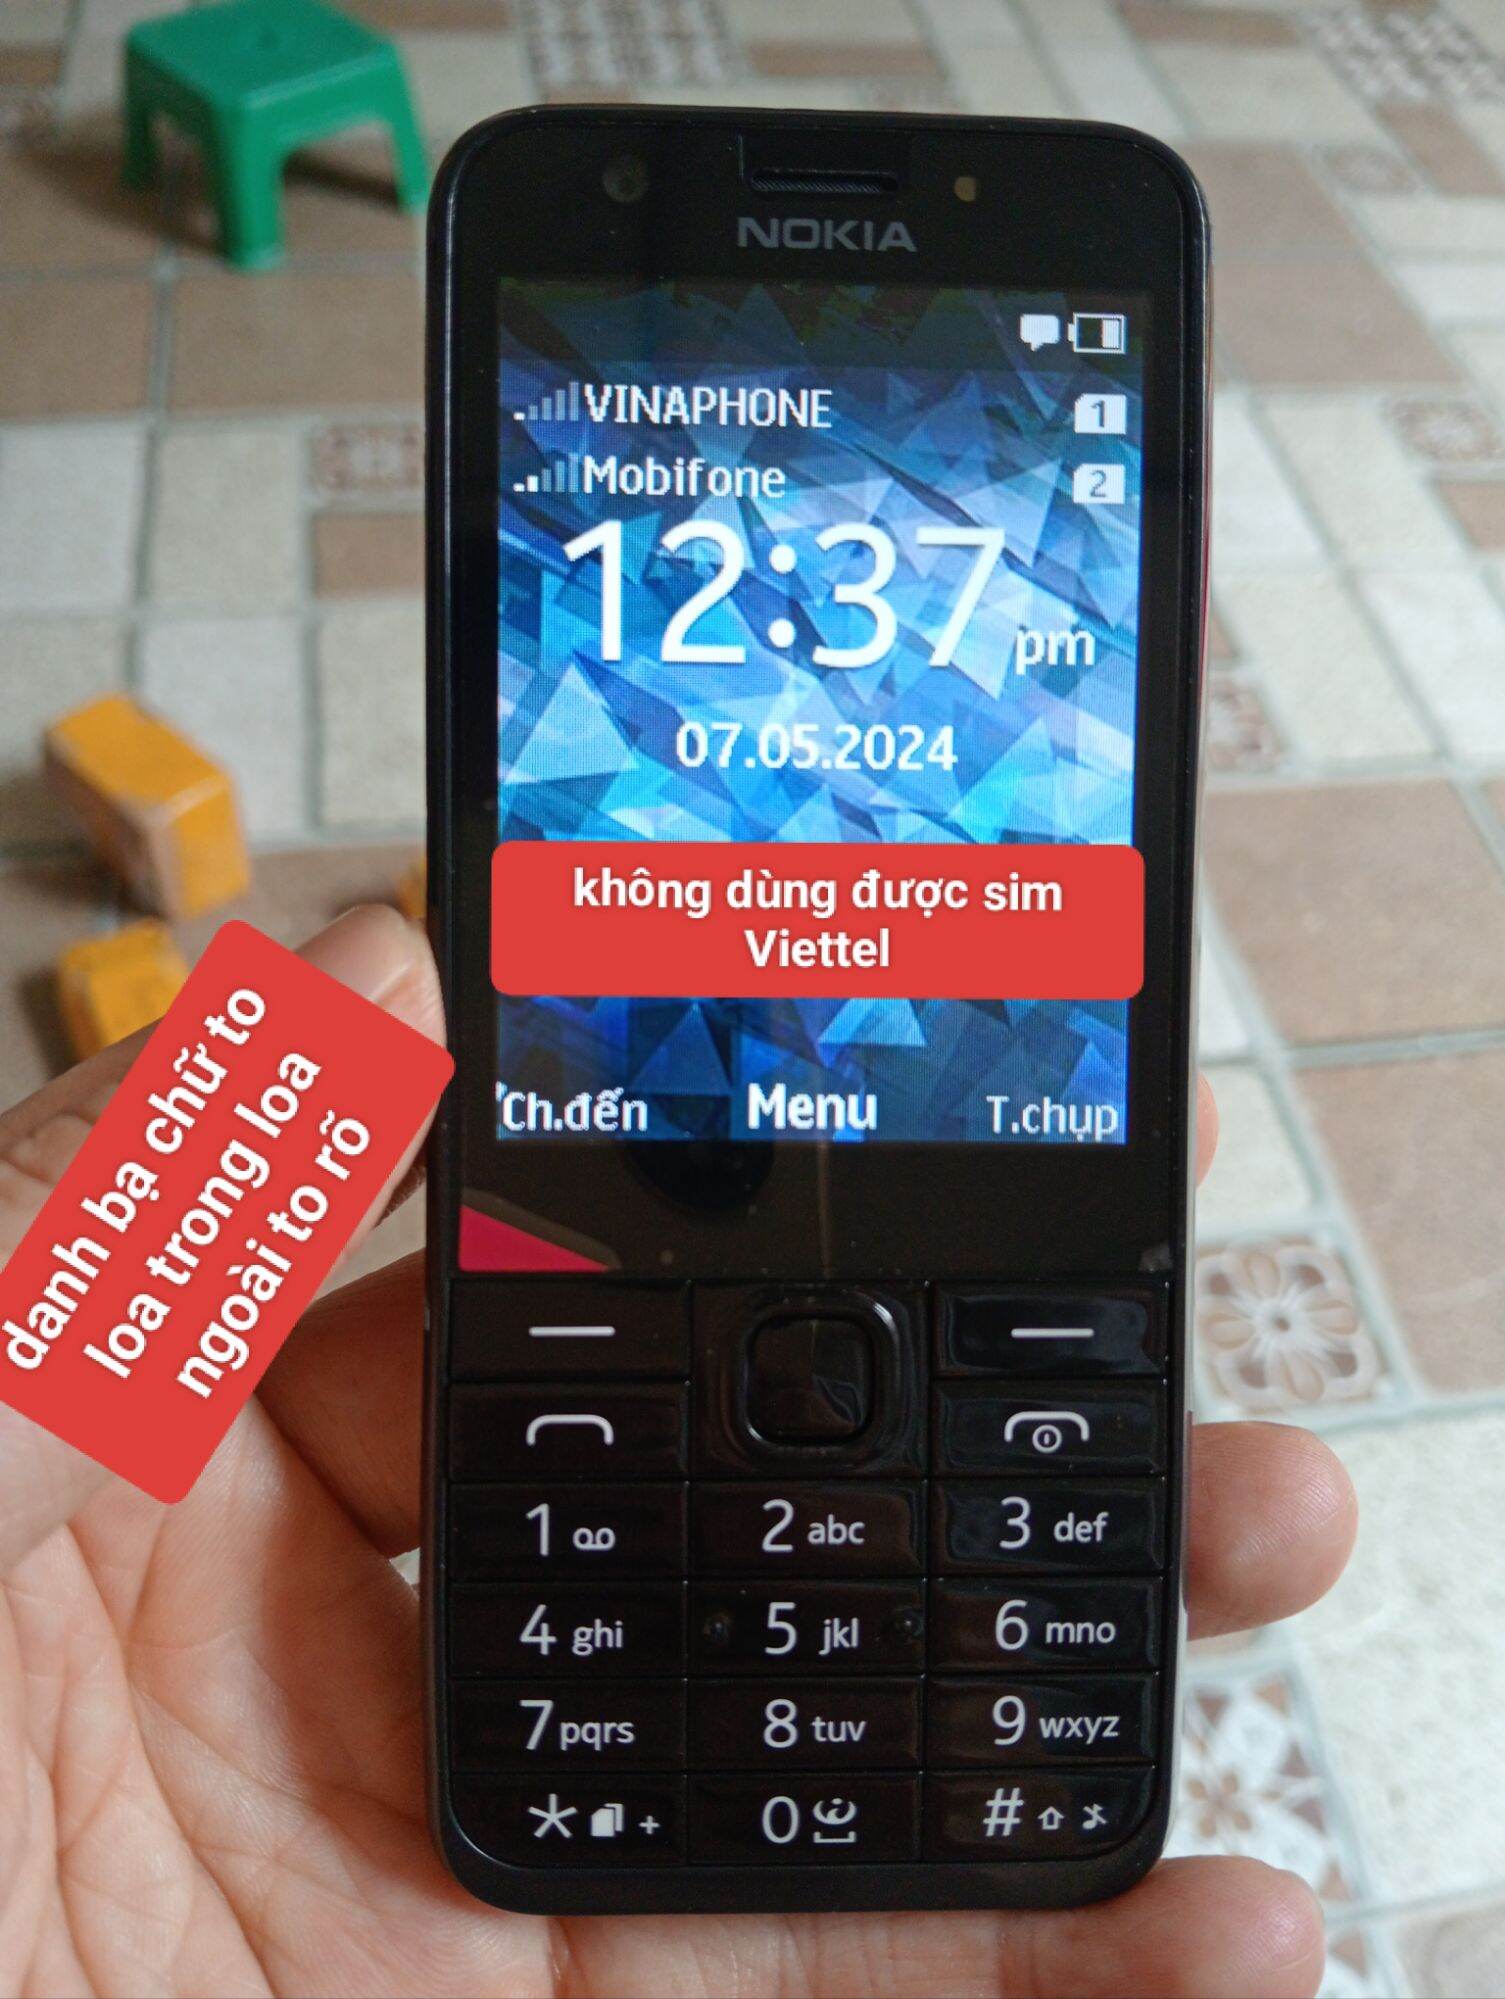 NOKIA
VINAPHONE 1
Mobifone 2
12:37 pm
07.05.2024
không dùng được sim
Viettel
danh bạ chữ to
loa trong loa
ngoài to rõ
Ch.đến Menu T.chụp
1 2 abc 3 def
4 ghi 5 jkl 6 mno
7 pqrs 8 tuv 9 wxyz
* + 0 #